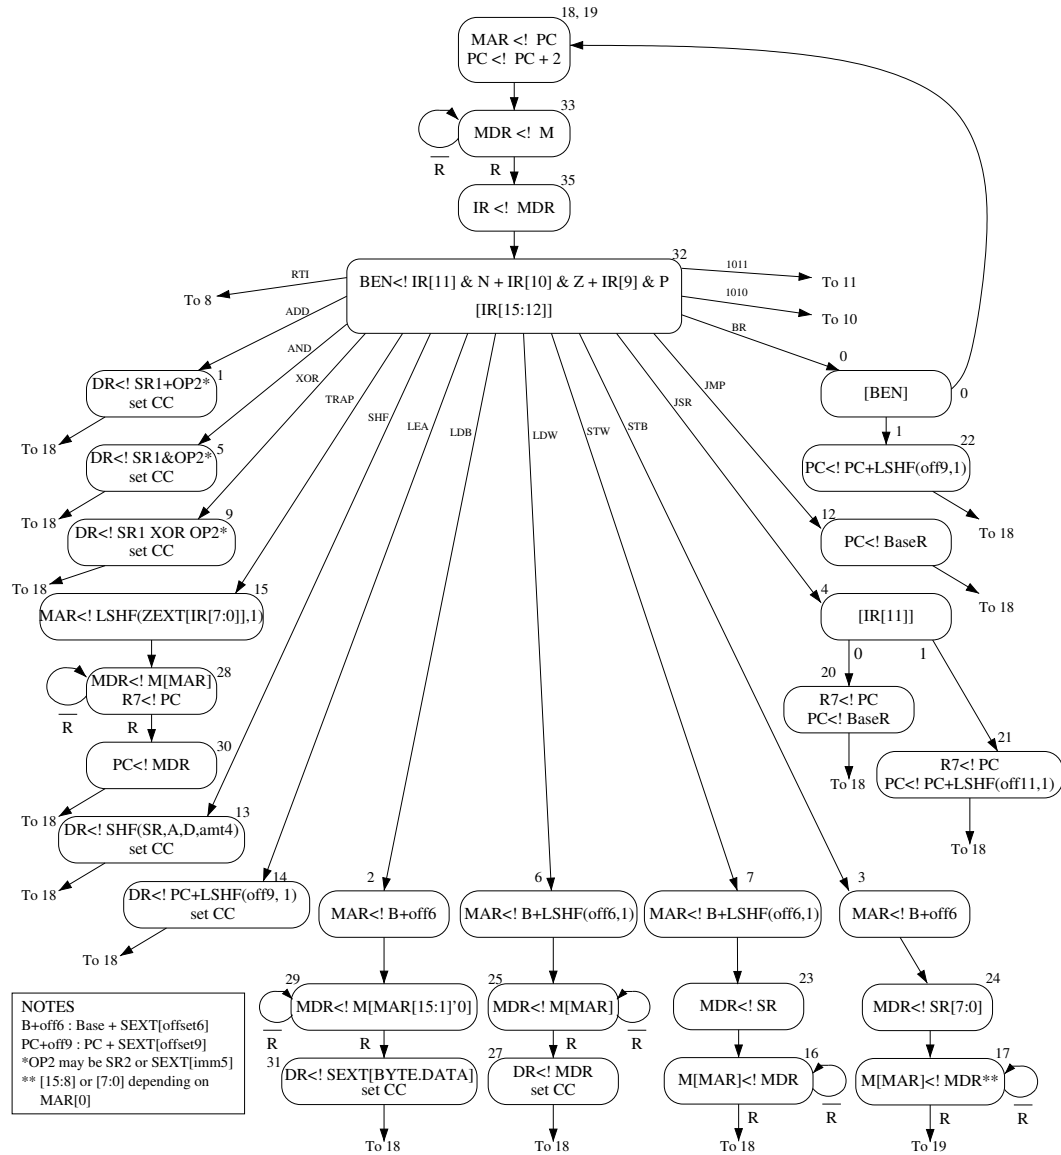 18, 19
MAR <! PC
PC <! PC + 2
33
MDR <! M
R
R
35
IR <! MDR
32
BEN<! IR[11] & N + IR[10] & Z + IR[9] & P
[IR[15:12]]
RTI
To 8
1011
To 11
1010
To 10
ADD
AND
XOR
TRAP
SHF
LEA
LDB
LDW
STW
STB
JSR
JMP
BR
1
DR<! SR1+OP2*
set CC
To 18
5
DR<! SR1&OP2*
set CC
To 18
9
DR<! SR1 XOR OP2*
set CC
To 18
15
MAR<! LSHF(ZEXT[IR[7:0]],1)
28
MDR<! M[MAR]
R7<! PC
R
R
30
PC<! MDR
To 18
13
DR<! SHF(SR,A,D,amt4)
set CC
To 18
14
DR<! PC+LSHF(off9, 1)
set CC
To 18
0
[BEN]
0
1
22
PC<! PC+LSHF(off9,1)
To 18
12
PC<! BaseR
To 18
4
[IR[11]]
0
1
20
R7<! PC
PC<! BaseR
To 18
21
R7<! PC
PC<! PC+LSHF(off11,1)
To 18
2
MAR<! B+off6
6
MAR<! B+LSHF(off6,1)
7
MAR<! B+LSHF(off6,1)
3
MAR<! B+off6
29
MDR<! M[MAR[15:1]'0]
R
R
25
MDR<! M[MAR]
R
R
23
MDR<! SR
24
MDR<! SR[7:0]
31
DR<! SEXT[BYTE.DATA]
set CC
To 18
27
DR<! MDR
set CC
To 18
16
M[MAR]<! MDR
R
R
To 18
17
M[MAR]<! MDR**
R
R
To 19
NOTES
B+off6 : Base + SEXT[offset6]
PC+off9 : PC + SEXT[offset9]
*OP2 may be SR2 or SEXT[imm5]
** [15:8] or [7:0] depending on
MAR[0]